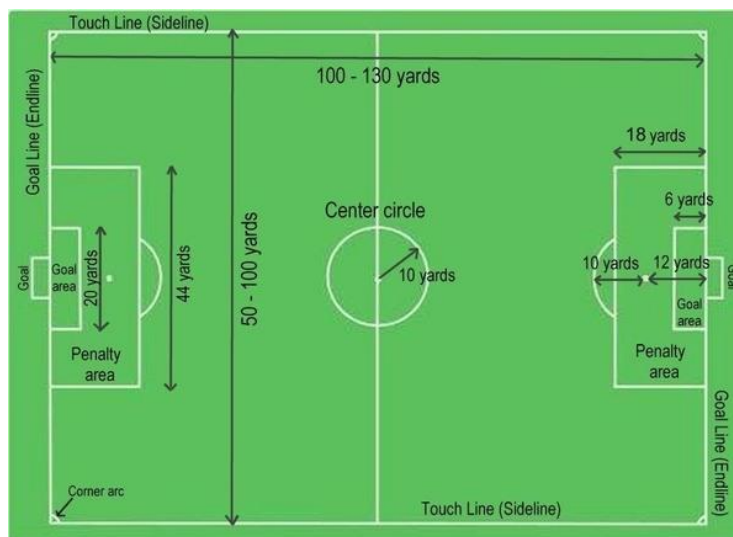 Touch Line (Sideline)
100 - 130 yards
Goal Line (Endline)
18 yards
6 yards
Center circle
10 yards
50 - 100 yards
44 yards
20 yards
Goal
Goal
area
Penalty
area
10 yards
12 yards
Goal
Goal
area
Penalty
area
Goal Line (Endline)
Corner arc
Touch Line (Sideline)